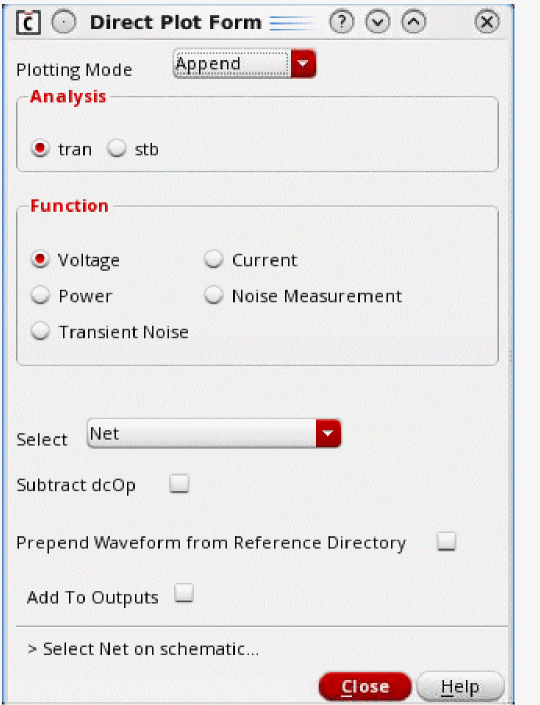 Direct Plot Form
Plotting Mode Append
Analysis
tran stb
Function
Voltage Current
Power Noise Measurement
Transient Noise
Select Net
Subtract dcOp
Prepend Waveform from Reference Directory
Add To Outputs
> Select Net on schematic...
Close Help